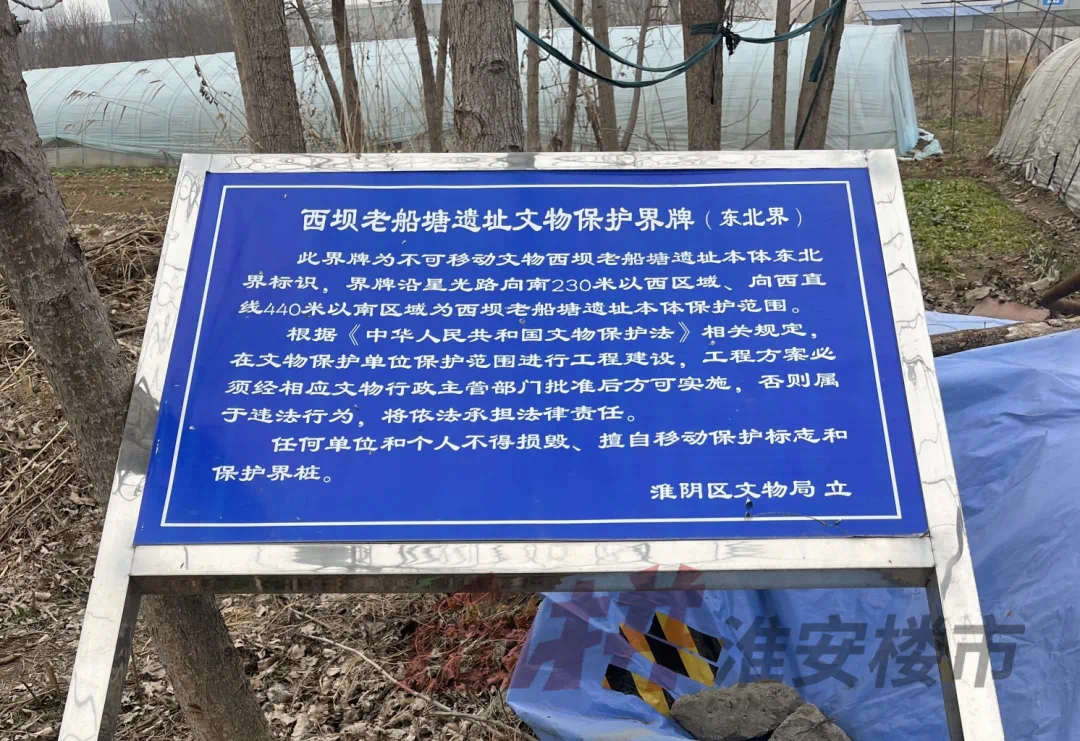 西坝老船塘遗址文物保护界牌（东北界）
此界牌为不可移动文物西坝老船塘遗址本体东北
界标识，界牌沿星光路向南230米以西区域、向西直
线440米以南区域为西坝老船塘遗址本体保护范围。
根据《中华人民共和国文物保护法》相关规定，
在文物保护单位保护范围进行工程建设，工程方案必
须经相应文物行政主管部门批准后方可实施，否则属
于违法行为，将依法承担法律责任。
任何单位和个人不得损毁、擅自移动保护标志和
保护界桩。
淮阴区文物局 立
淮安楼市